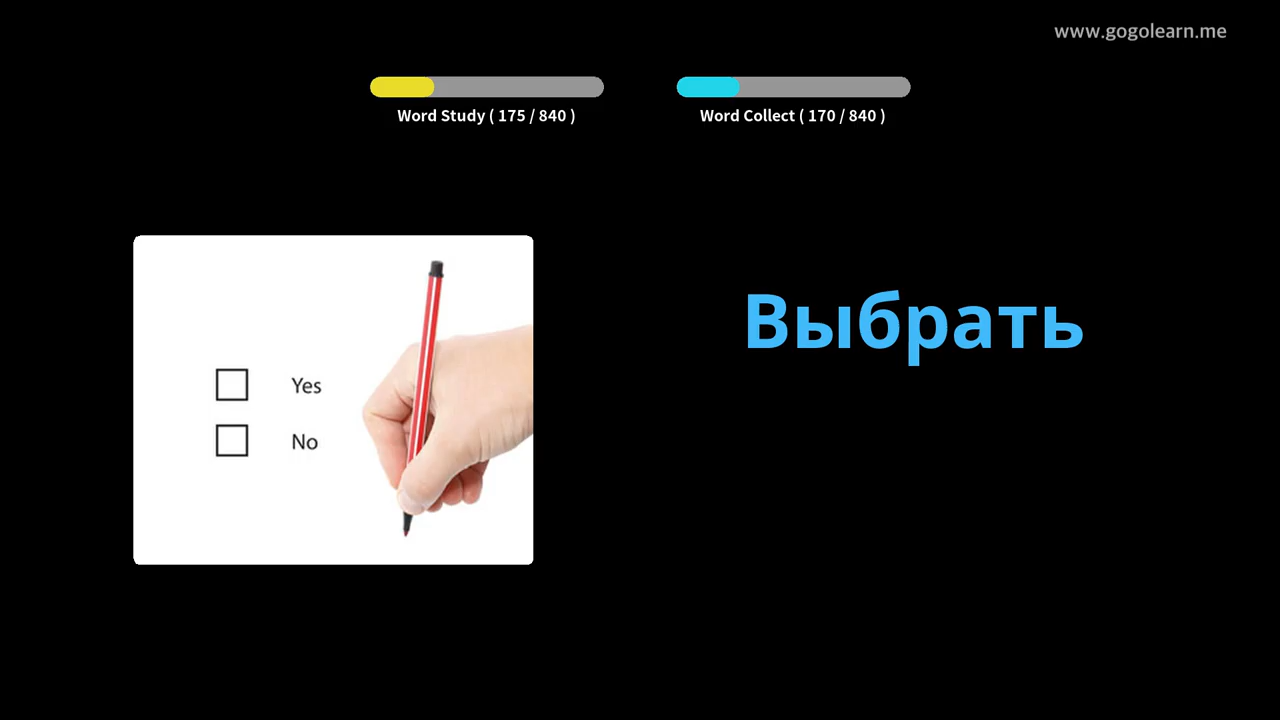 www.gogolearn.me
Word Study ( 175 / 840 )
Word Collect ( 170 / 840 )
Yes
No
Выбрать